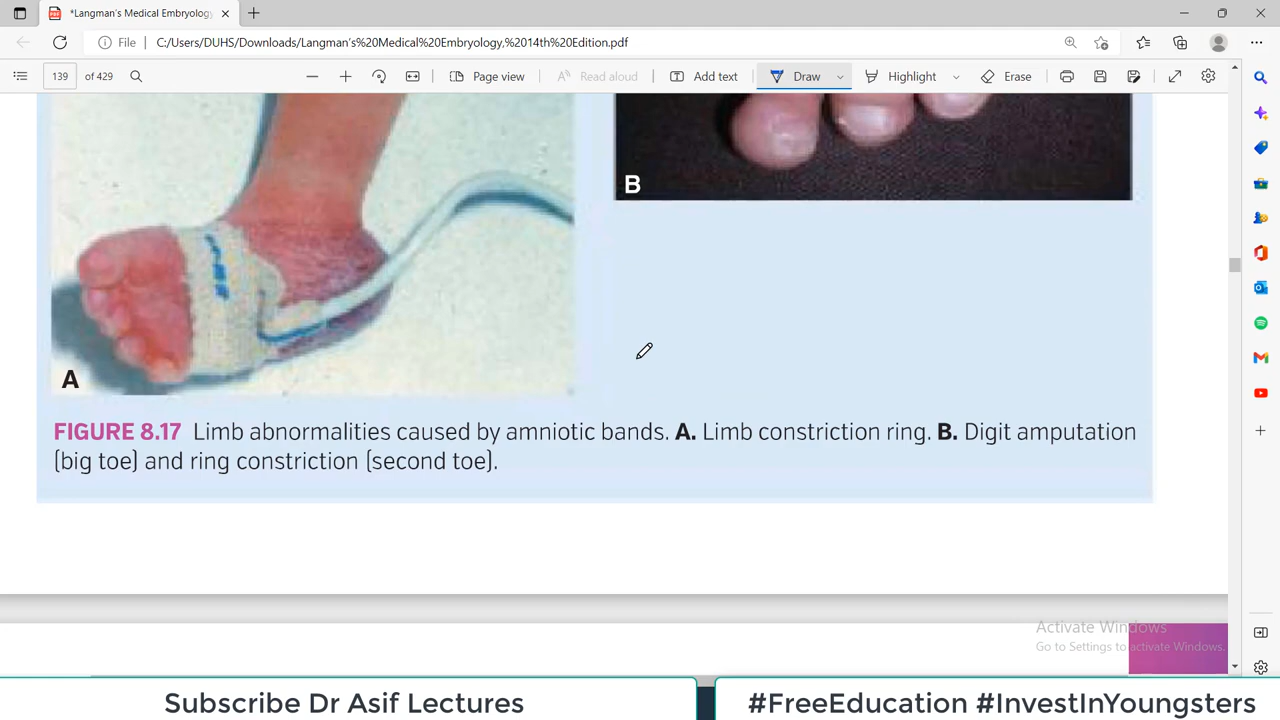 *Langman's Medical Embryology
File C:/Users/DUHS/Downloads/Langman's%20Medical%20Embryology,%2014th%20Edition.pdf
139 of 429 Page view Read aloud Add text Draw Highlight Erase
B
A
FIGURE 8.17 Limb abnormalities caused by amniotic bands. A. Limb constriction ring. B. Digit amputation
(big toe) and ring constriction (second toe).
Activate Windows
Go to Settings to activate Windows.
Subscribe Dr Asif Lectures
#FreeEducation #InvestInYoungsters